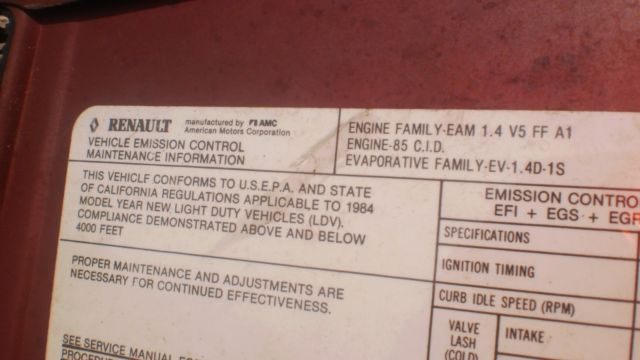 RENAULT manufactured by AMC
American Motors Corporation
VEHICLE EMISSION CONTROL
MAINTENANCE INFORMATION
ENGINE FAMILY-EAM 1.4 V5 FF A1
ENGINE-85 C.I.D.
EVAPORATIVE FAMILY-EV-1.4D-1S
THIS VEHICLE CONFORMS TO U.S.E.P.A. AND STATE
OF CALIFORNIA REGULATIONS APPLICABLE TO 1984
MODEL YEAR NEW LIGHT DUTY VEHICLES (LDV).
COMPLIANCE DEMONSTRATED ABOVE AND BELOW
4000 FEET
PROPER MAINTENANCE AND ADJUSTMENTS ARE
NECESSARY FOR CONTINUED EFFECTIVENESS.
SEE SERVICE MANUAL
EMISSION CONTRO
EFI + EGS + EGR
SPECIFICATIONS
IGNITION TIMING
CURB IDLE SPEED (RPM)
VALVE
LASH
(COLD)
INTAKE